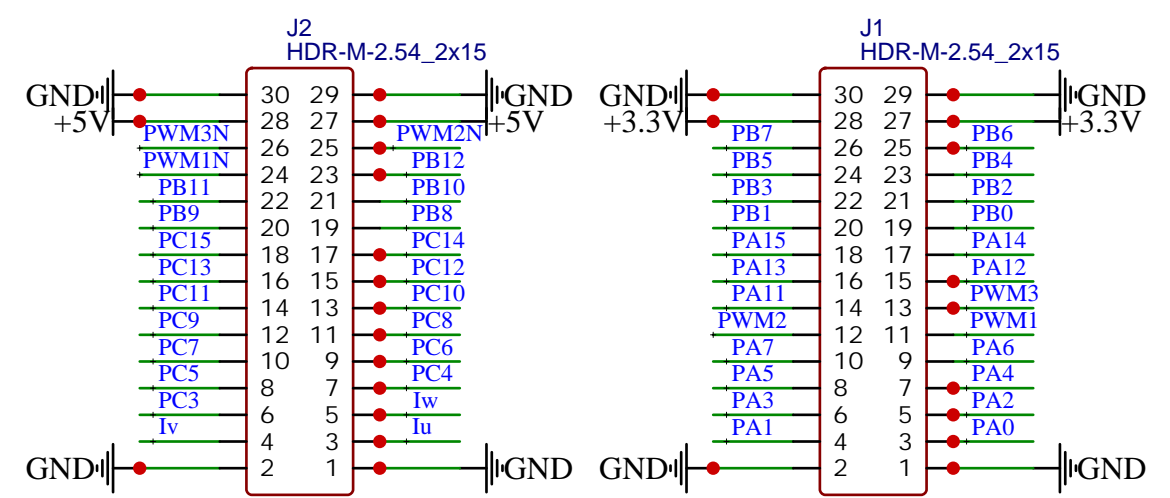 J2
HDR-M-2.54_2x15
GND 30 29 GND
+5V 28 27 +5V
PWM3N 26 25 PWM2N
PWM1N 24 23 PB12
PB11 22 21 PB10
PB9 20 19 PB8
PC15 18 17 PC14
PC13 16 15 PC12
PC11 14 13 PC10
PC9 12 11 PC8
PC7 10 9 PC6
PC5 8 7 PC4
PC3 6 5 Iw
Iv 4 3 Iu
GND 2 1 GND
J1
HDR-M-2.54_2x15
GND 30 29 GND
+3.3V 28 27 +3.3V
PB7 26 25 PB6
PB5 24 23 PB4
PB3 22 21 PB2
PB1 20 19 PB0
PA15 18 17 PA14
PA13 16 15 PA12
PA11 14 13 PWM3
PWM2 12 11 PWM1
PA7 10 9 PA6
PA5 8 7 PA4
PA3 6 5 PA2
PA1 4 3 PA0
GND 2 1 GND